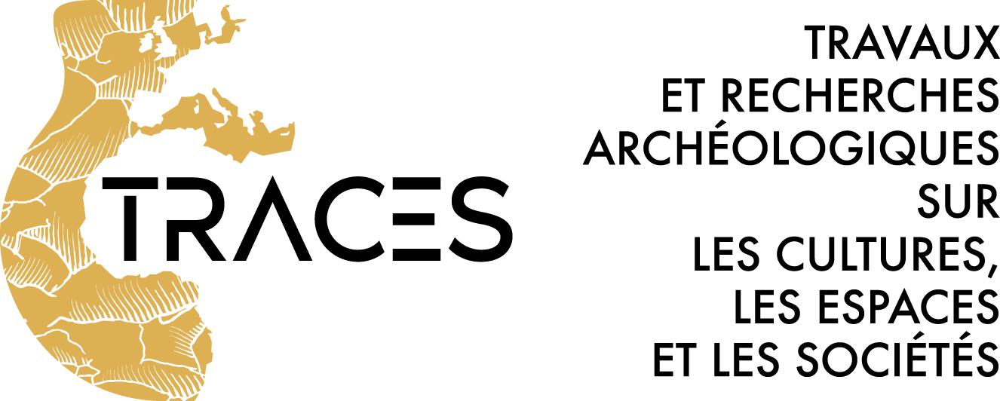 TRACES
TRAVAUX
ET RECHERCHES
ARCHÉOLOGIQUES
SUR
LES CULTURES,
LES ESPACES
ET LES SOCIÉTÉS